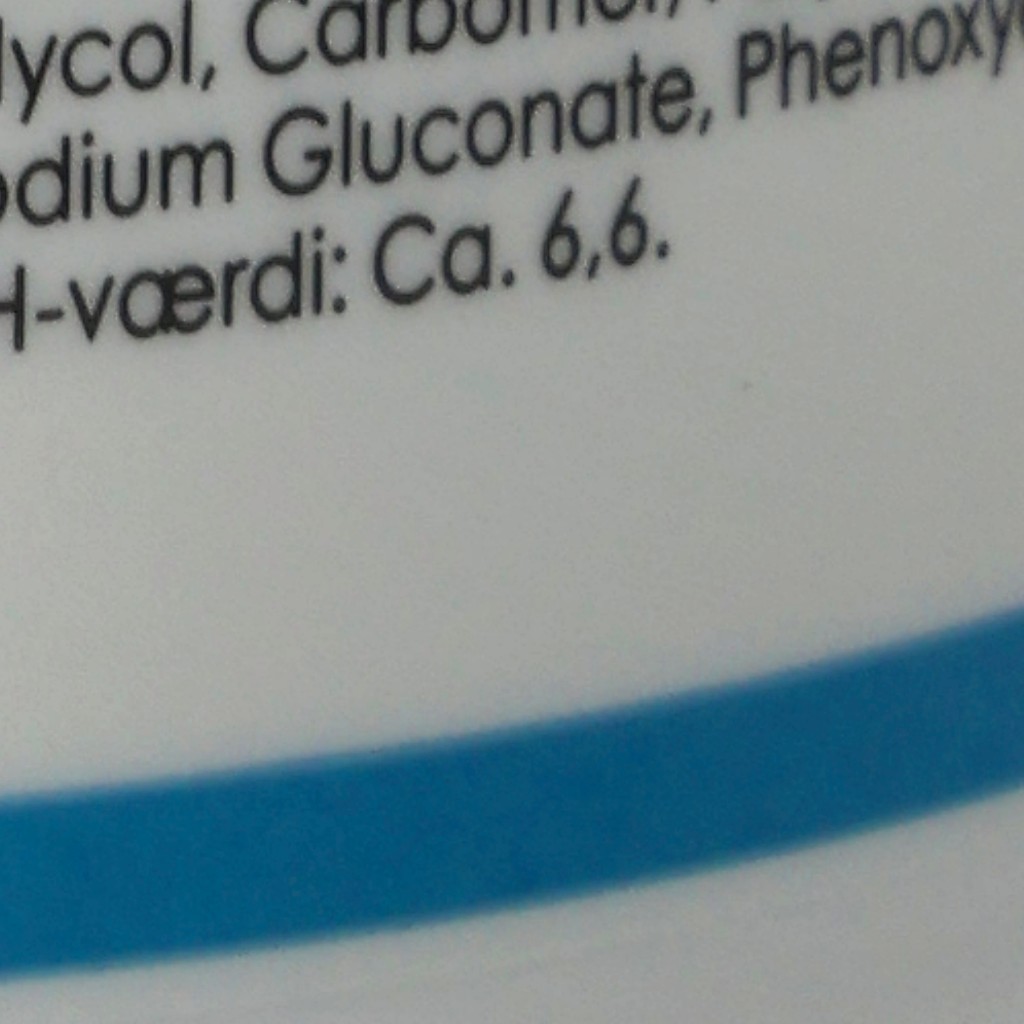 lycol, Carbomer,
odium Gluconate, Phenoxy
H-værdi: Ca. 6,6.